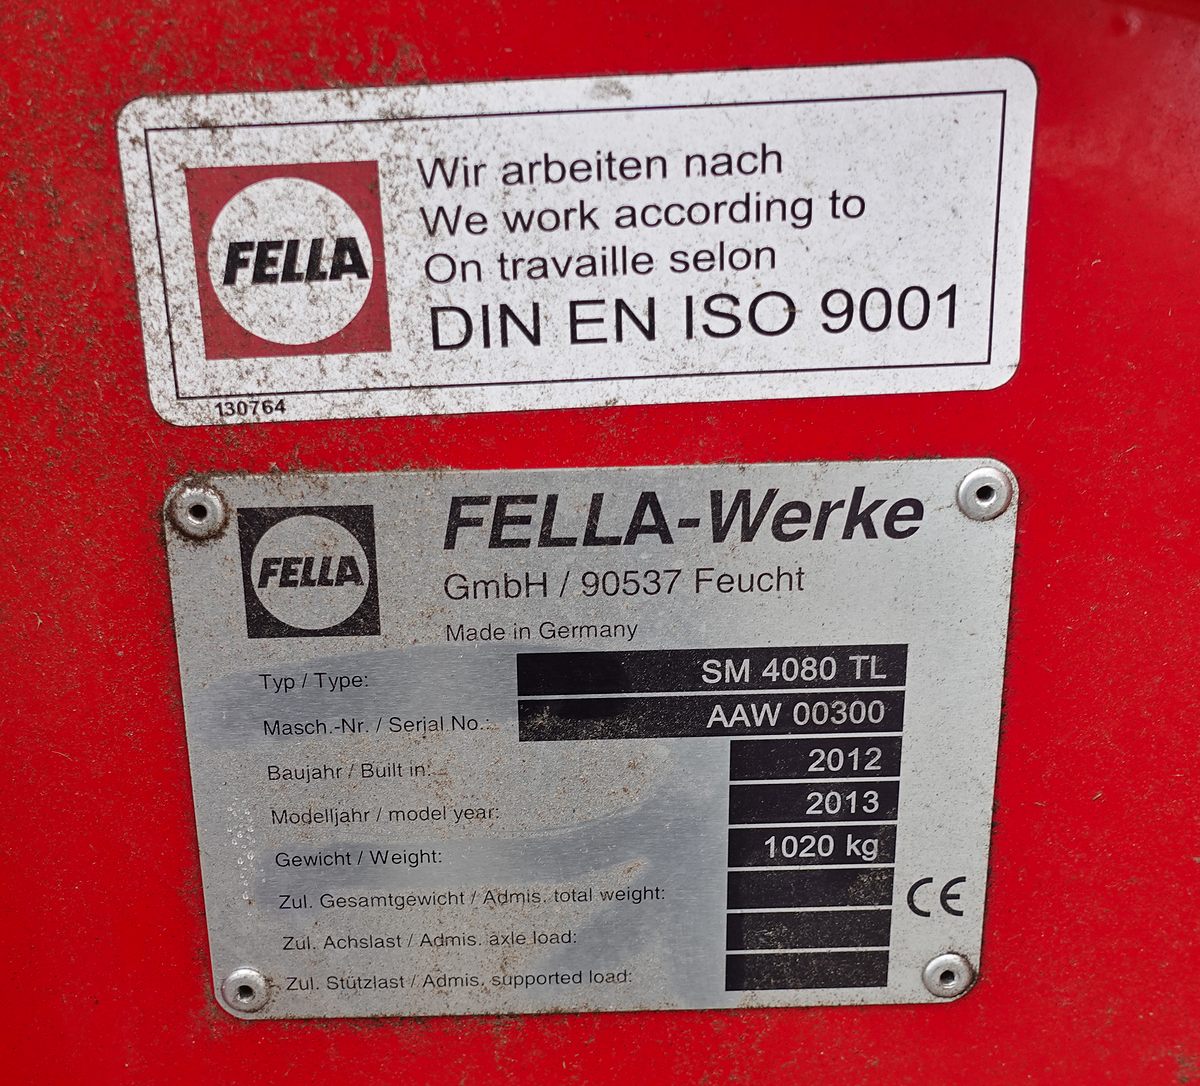 FELLA
Wir arbeiten nach
We work according to
On travaille selon
DIN EN ISO 9001
130764
FELLA
FELLA-Werke
GmbH / 90537 Feucht
Made in Germany
Typ / Type: SM 4080 TL
Masch.-Nr. / Serial No.: AAW 00300
Baujahr / Built in: 2012
Modelljahr / model year: 2013
Gewicht / Weight: 1020 kg
Zul. Gesamtgewicht / Admis. total weight:
Zul. Achslast / Admis. axle load:
Zul. Stützlast / Admis. supported load:
CE